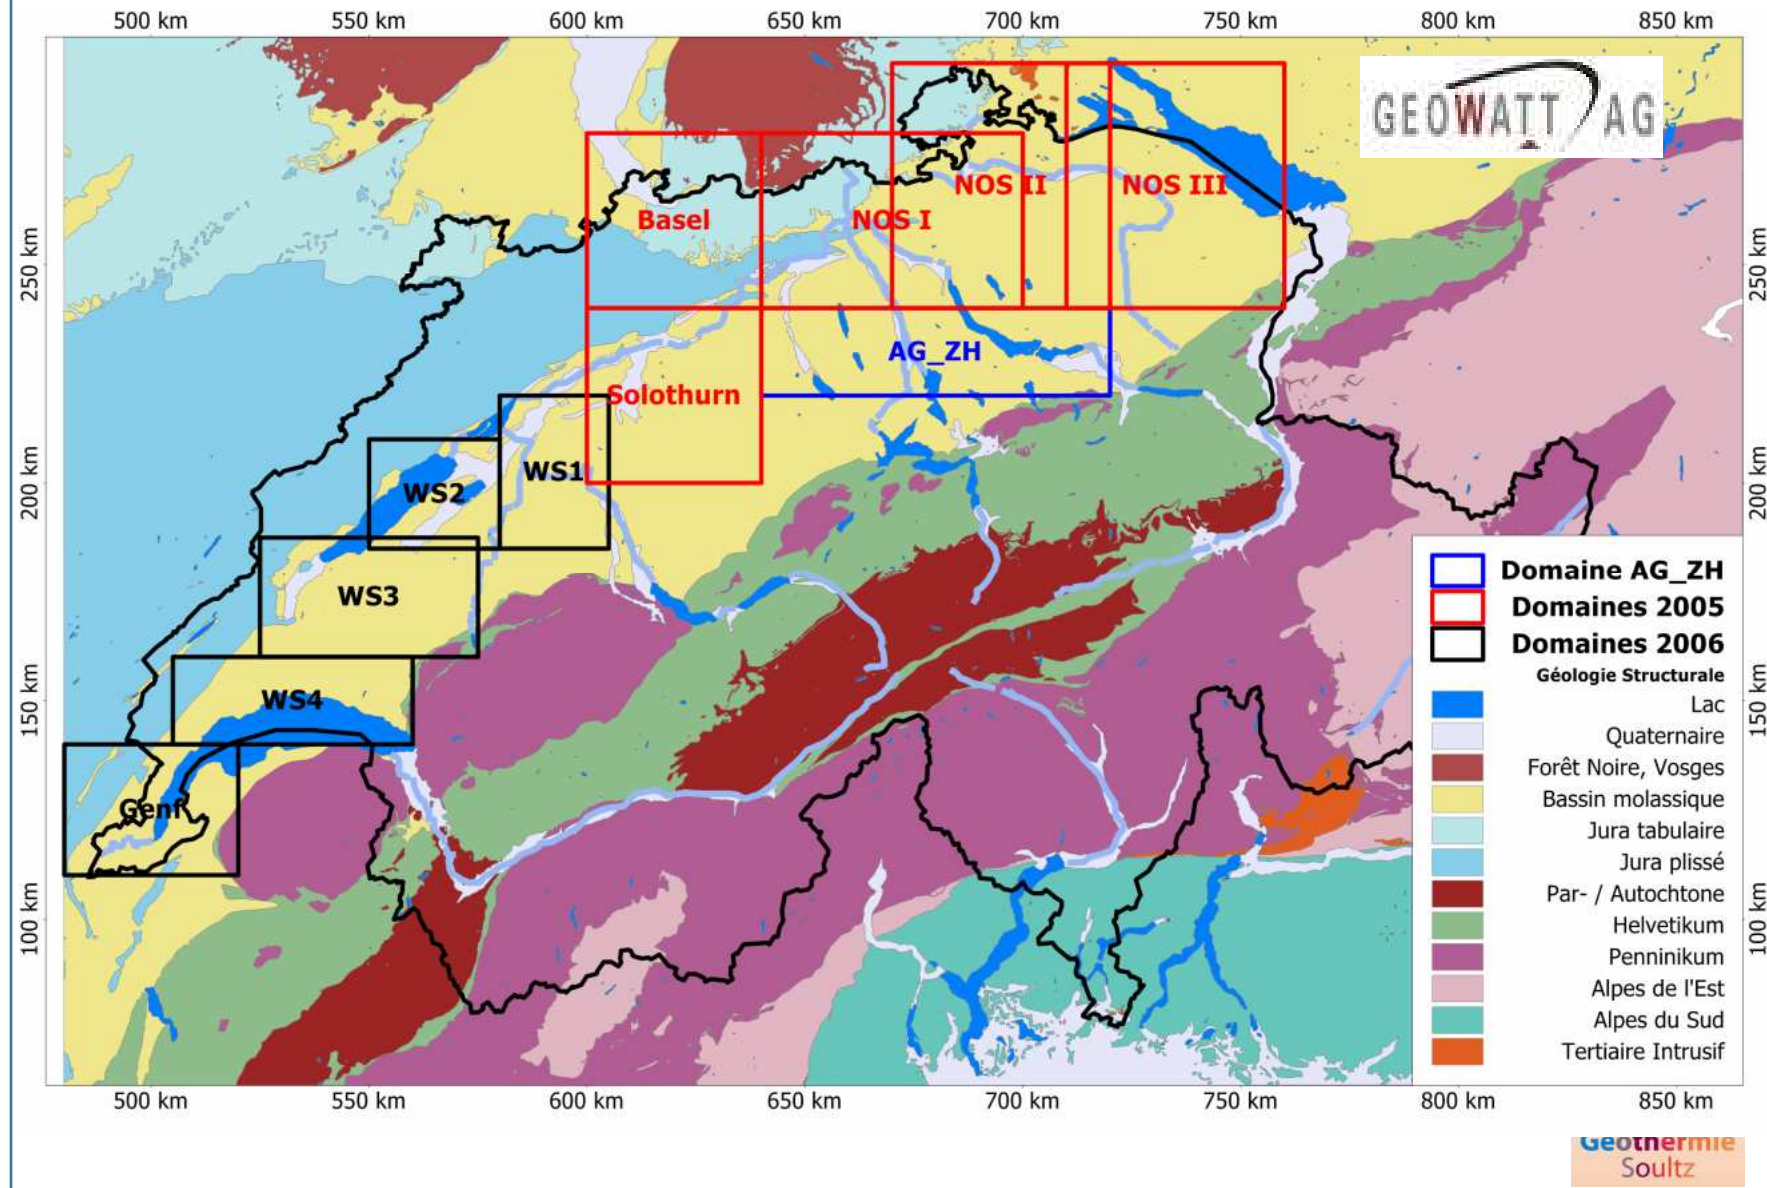 500 km 550 km 600 km 650 km 700 km 750 km 800 km 850 km
GEOWATT AG
250 km
200 km
150 km
100 km
250 km
200 km
150 km
100 km
Basel
NOS I
NOS II
NOS III
AG_ZH
Solothurn
WS1
WS2
WS3
WS4
Genf
Domaine AG_ZH
Domaines 2005
Domaines 2006
Géologie Structurale
Lac
Quaternaire
Forêt Noire, Vosges
Bassin molassique
Jura tabulaire
Jura plissé
Par- / Autochtone
Helvetikum
Penninikum
Alpes de l'Est
Alpes du Sud
Tertiaire Intrusif
500 km 550 km 600 km 650 km 700 km 750 km 800 km 850 km
Géothermie
Soultz